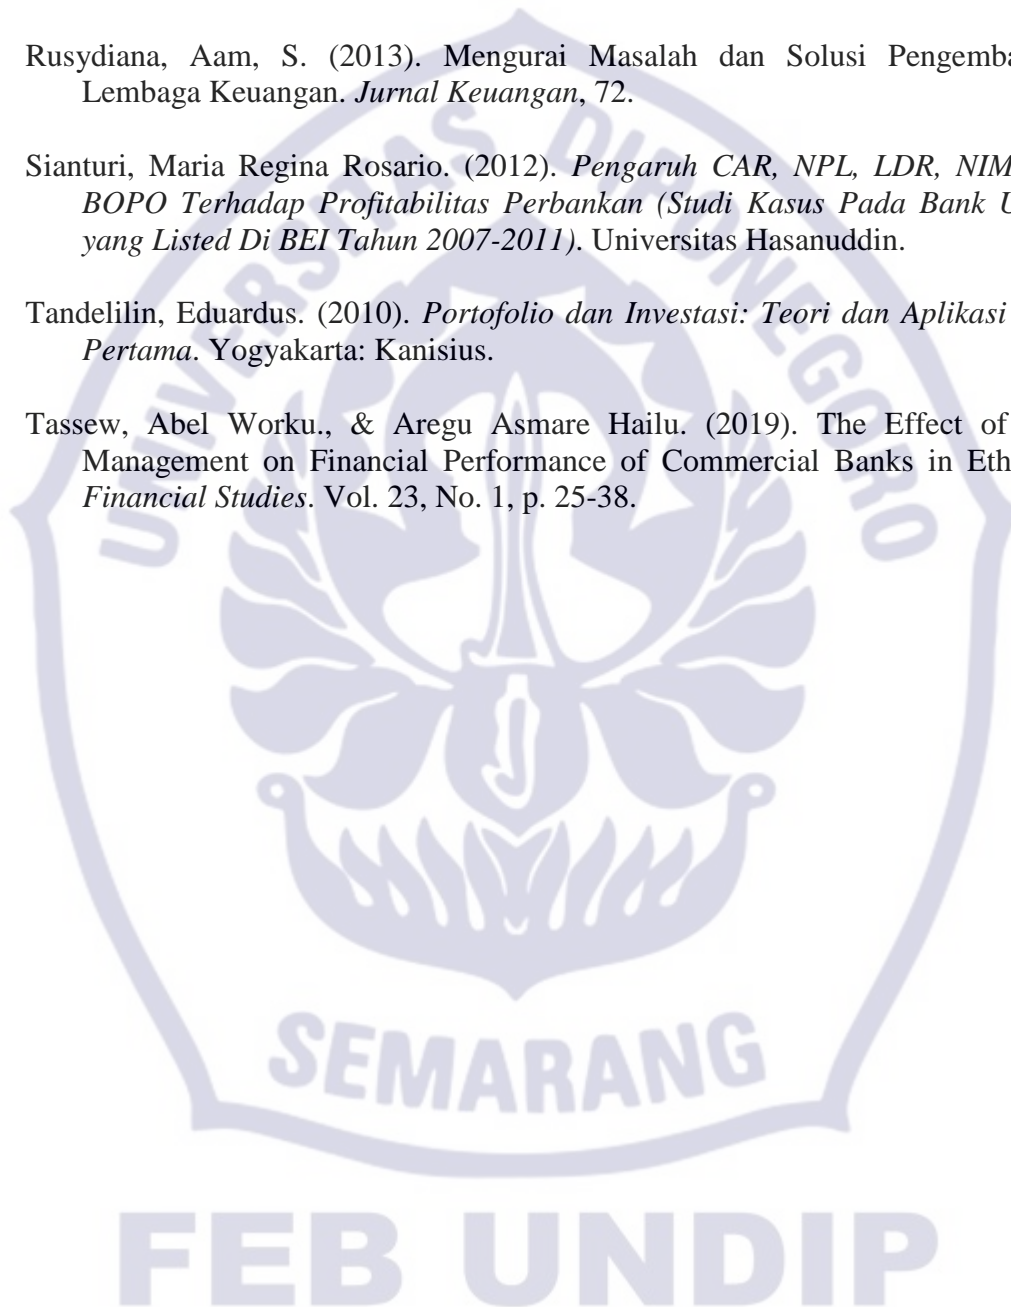 Rusydiana, Aam, S. (2013). Mengurai Masalah dan Solusi
Lembaga Keuangan. Jurnal Keuangan, 72.
Sianturi, Maria Regina Rosario. (2012). Pengaruh CAR, NPL, LDR, NIM
BOPO Terhadap Profitabilitas Perbankan (Studi Kasus Pada Bank
yang Listed Di BEI Tahun 2007-2011). Universitas Hasanuddin.
Tandelilin, Eduardus. (2010). Portofolio dan Investasi: Teori dan Aplikasi
Pertama. Yogyakarta: Kanisius.
Tassew, Abel Worku., & Aregu Asmare Hailu. (2019). The Effect of
Management on Financial Performance of Commercial Banks in
Financial Studies. Vol. 23, No. 1, p. 25-38.
UNIVERSITAS DIPONEGORO
SEMARANG
FEB UNDIP